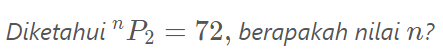 Diketahui ⁿP₂ = 72, berapakah nilai n?